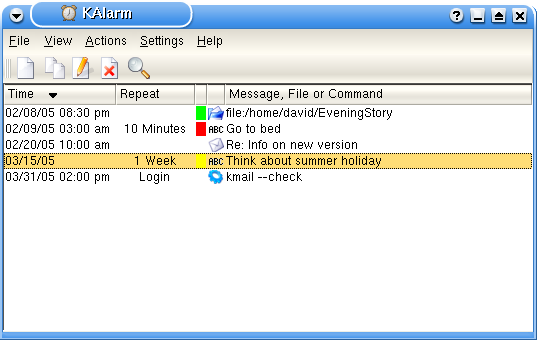 KAlarm
File View Actions Settings Help
Time Repeat Message, File or Command
02/08/05 08:30 pm file:/home/david/EveningStory
02/09/05 03:00 am 10 Minutes ABC Go to bed
02/20/05 10:00 am Re: Info on new version
03/15/05 1 Week ABC Think about summer holiday
03/31/05 02:00 pm Login kmail --check